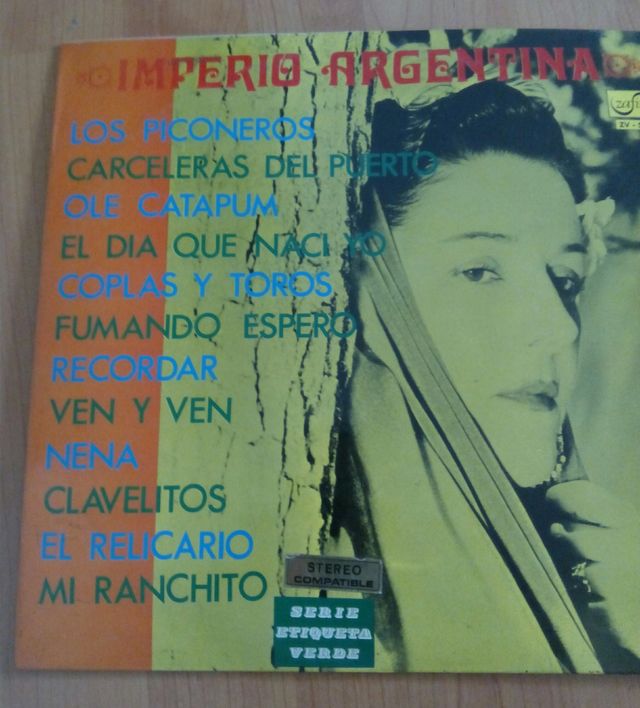 IMPERIO ARGENTINA
LOS PICONEROS
CARCELERAS DEL PUERTO
OLE CATAPUM
EL DIA QUE NACI YO
COPLAS Y TOROS
FUMANDO ESPERO
RECORDAR
VEN Y VEN
NENA
CLAVELITOS
EL RELICARIO
MI RANCHITO
STEREO
COMPATIBLE
SERIE
ETIQUETA
VERDE
ZV -